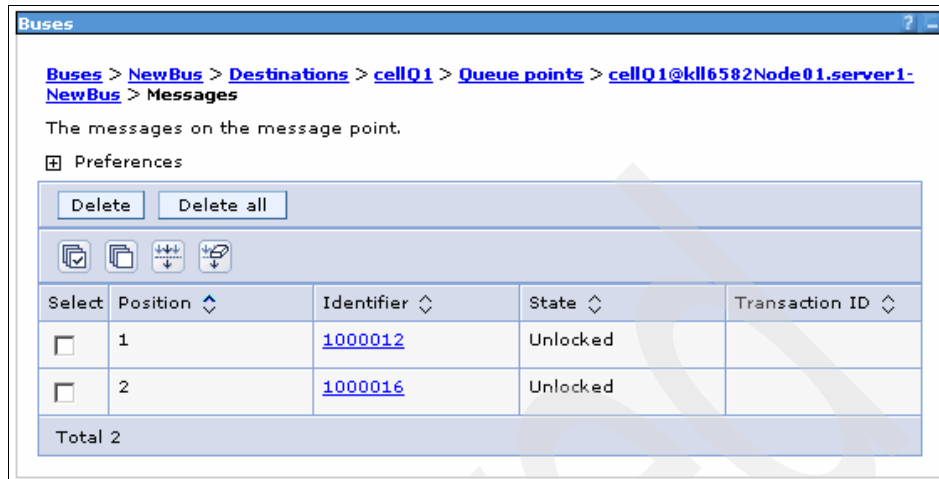 Buses ? _
Buses > NewBus > Destinations > cellQ1 > Queue points > cellQ1@kll6582Node01.server1-
NewBus > Messages
The messages on the message point.
Preferences
Delete Delete all
Select Position Identifier State Transaction ID
1 1000012 Unlocked
2 1000016 Unlocked
Total 2